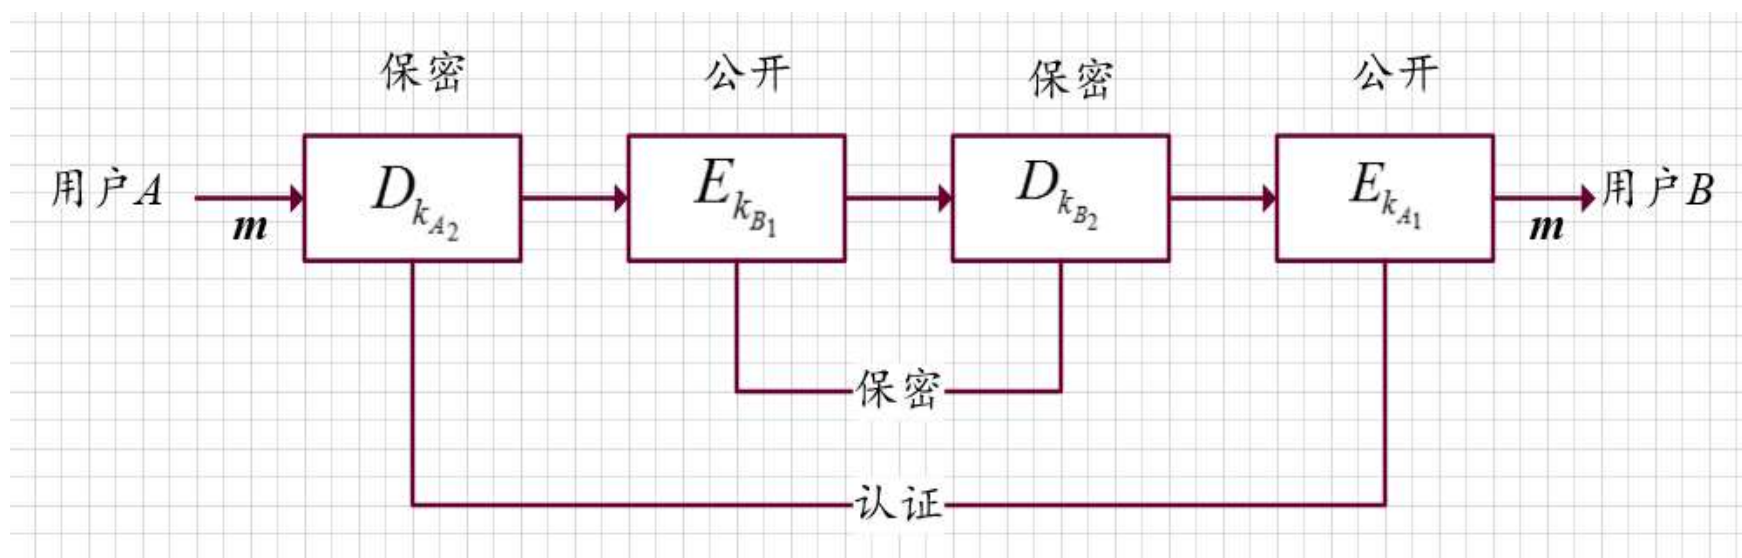 保密 公开 保密 公开
用户A m D_{k_{A_2}} E_{k_{B_1}} D_{k_{B_2}} E_{k_{A_1}} m 用户B
保密
认证